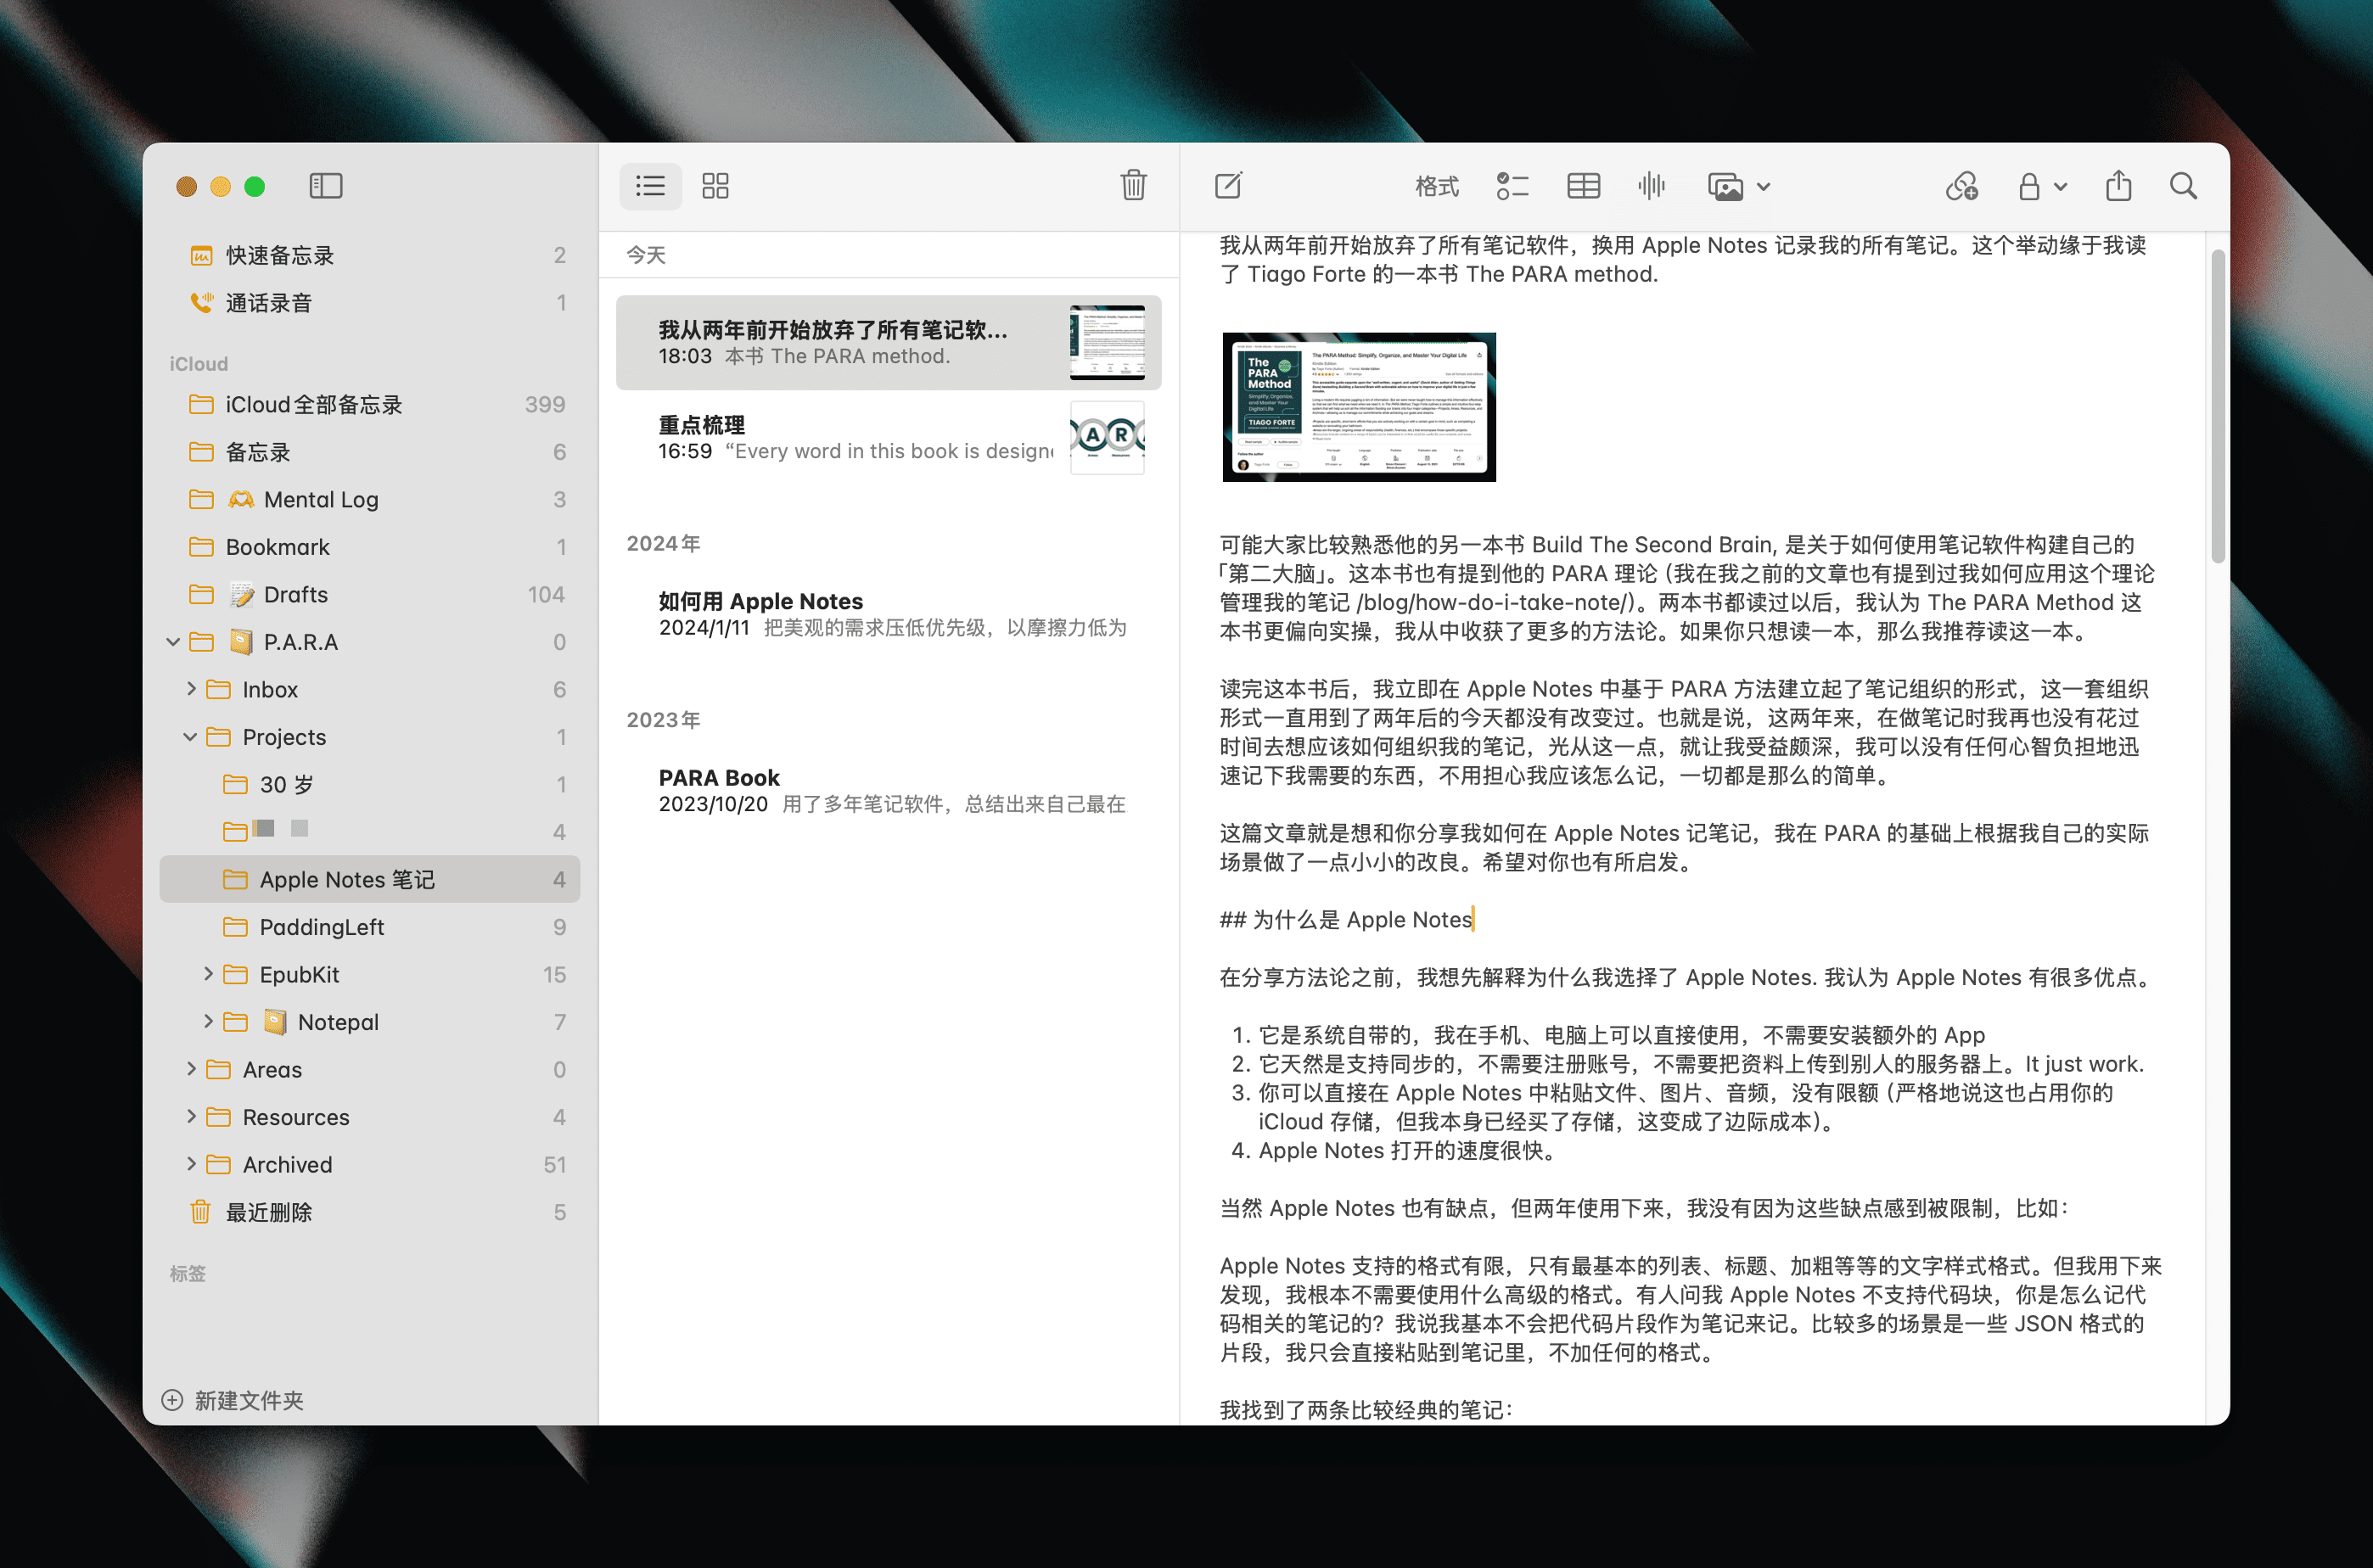 快速备忘录 2
通话录音 1
iCloud
iCloud全部备忘录 399
备忘录 6
Mental Log 3
Bookmark 1
Drafts 104
P.A.R.A 0
Inbox 6
Projects 1
30 岁 1
4
Apple Notes 笔记 4
PaddingLeft 9
EpubKit 15
Notepal 7
Areas 0
Resources 4
Archived 51
最近删除 5
标签
新建文件夹
今天
我从两年前开始放弃了所有笔记软...
18:03 本书 The PARA method.
重点梳理
16:59 “Every word in this book is designe
A R
2024年
如何用 Apple Notes
2024/1/11 把美观的需求压低优先级，以摩擦力低为
2023年
PARA Book
2023/10/20 用了多年笔记软件，总结出来自己最在
格式
我从两年前开始放弃了所有笔记软件，换用 Apple Notes 记录我的所有笔记。这个举动缘于我读
了 Tiago Forte 的一本书 The PARA method.
The
PARA
Method
Simplify, Organize,
and Master Your
Digital Life
TIAGO FORTE
The PARA Method: Simplify, Organize, and Master Your Digital Life
可能大家比较熟悉他的另一本书 Build The Second Brain, 是关于如何使用笔记软件构建自己的
「第二大脑」。这本书也有提到他的 PARA 理论 (我在我之前的文章也有提到过我如何应用这个理论
管理我的笔记 /blog/how-do-i-take-note/)。两本书都读过以后，我认为 The PARA Method 这
本书更偏向实操，我从中收获了更多的方法论。如果你只想读一本，那么我推荐读这一本。
读完这本书后，我立即在 Apple Notes 中基于 PARA 方法建立起了笔记组织的形式，这一套组织
形式一直用到了两年后的今天都没有改变过。也就是说，这两年来，在做笔记时我再也没有花过
时间去想应该如何组织我的笔记，光从这一点，就让我受益颇深，我可以没有任何心智负担地迅
速记下我需要的东西，不用担心我应该怎么记，一切都是那么的简单。
这篇文章就是想和你分享我如何在 Apple Notes 记笔记，我在 PARA 的基础上根据我自己的实际
场景做了一点小小的改良。希望对你也有所启发。
## 为什么是 Apple Notes
在分享方法论之前，我想先解释为什么我选择了 Apple Notes. 我认为 Apple Notes 有很多优点。
1. 它是系统自带的，我在手机、电脑上可以直接使用，不需要安装额外的 App
2. 它天然是支持同步的，不需要注册账号，不需要把资料上传到别人的服务器上。It just work.
3. 你可以直接在 Apple Notes 中粘贴文件、图片、音频，没有限额 (严格地说这也占用你的
iCloud 存储，但我本身已经买了存储，这变成了边际成本)。
4. Apple Notes 打开的速度很快。
当然 Apple Notes 也有缺点，但两年使用下来，我没有因为这些缺点感到被限制，比如：
Apple Notes 支持的格式有限，只有最基本的列表、标题、加粗等等的文字样式格式。但我用下来
发现，我根本不需要使用什么高级的格式。有人问我 Apple Notes 不支持代码块，你是怎么记代
码相关的笔记的？我说我基本不会把代码片段作为笔记来记。比较多的场景是一些 JSON 格式的
片段，我只会直接粘贴到笔记里，不加任何的格式。
我找到了两条比较经典的笔记：